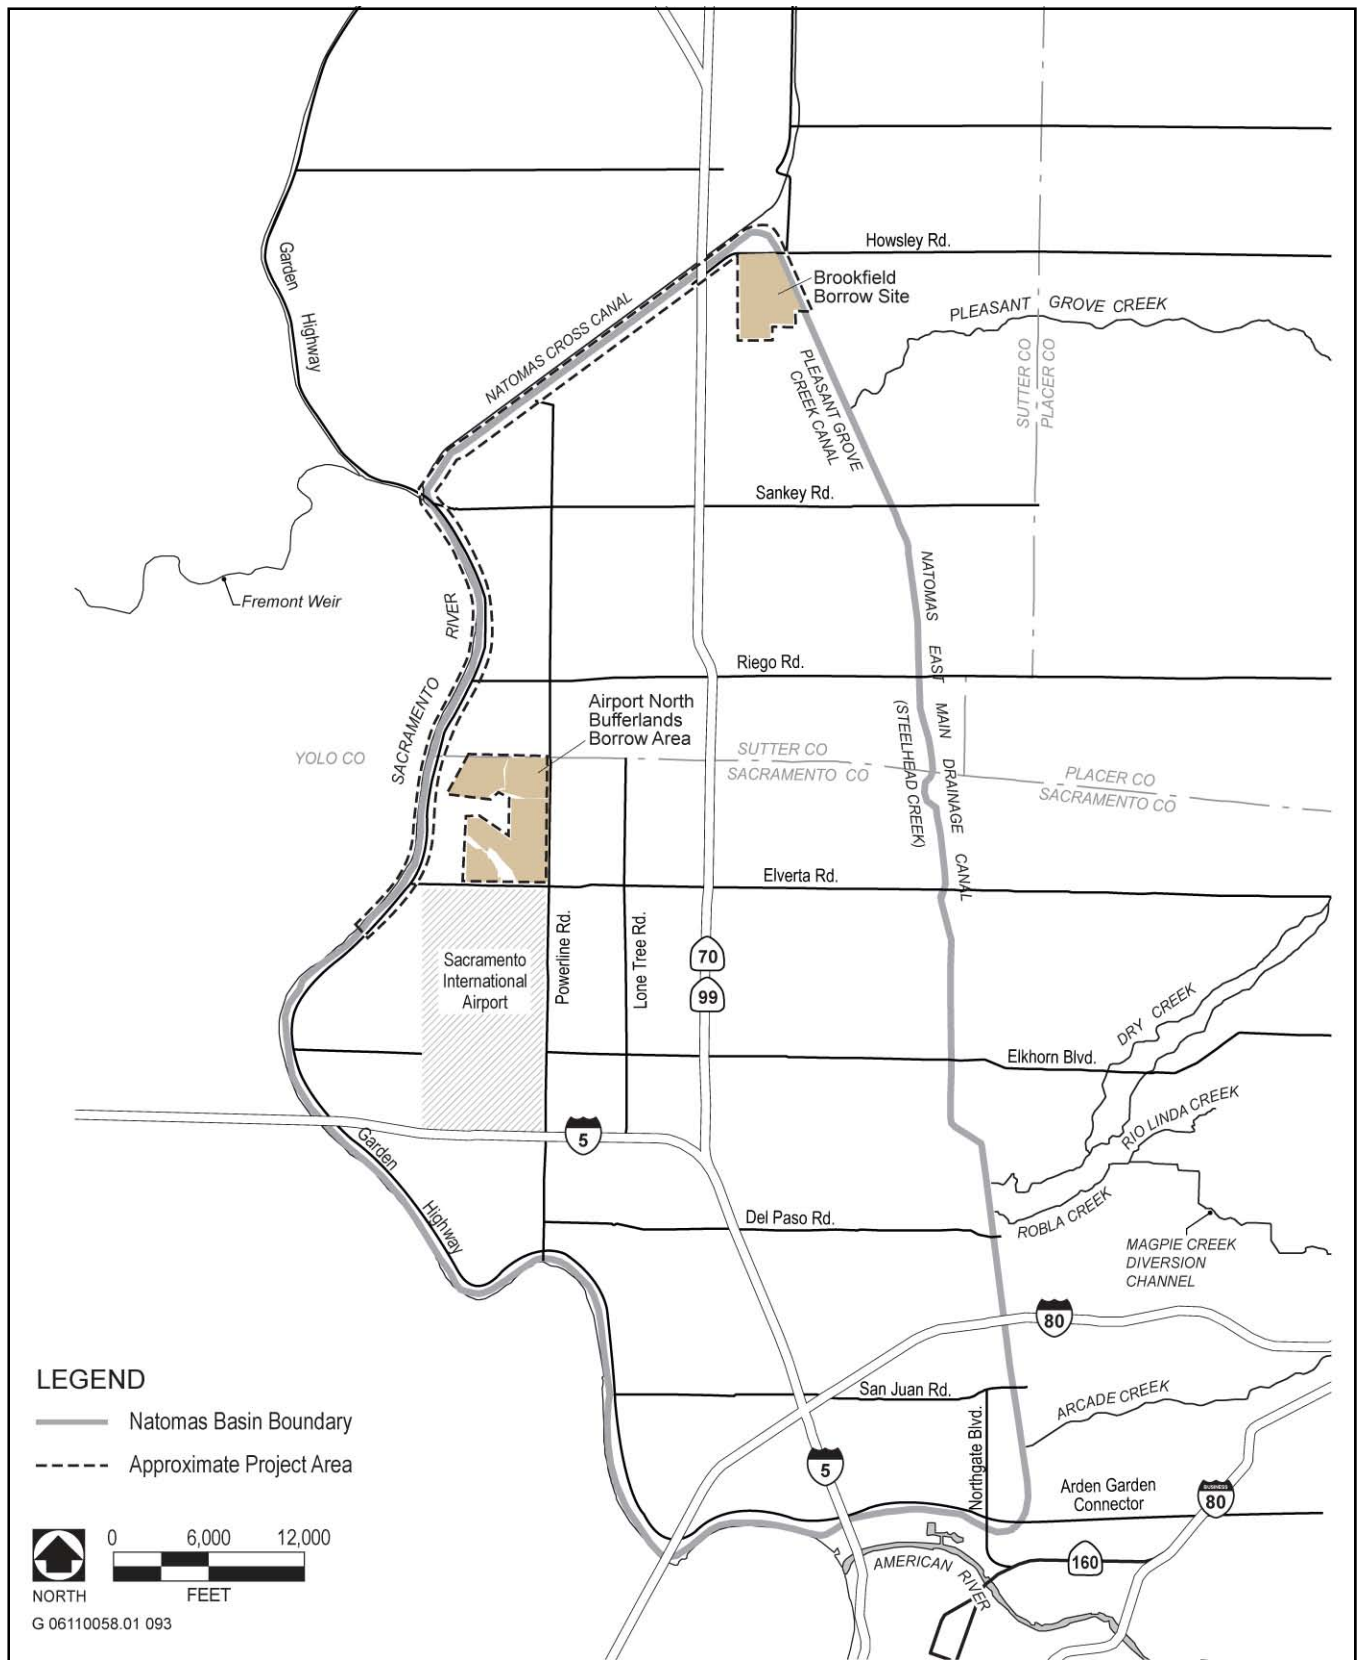 Howsley Rd.
Garden
Highway
Brookfield
Borrow Site
PLEASANT GROVE CREEK
NATOMAS CROSS CANAL
PLEASANT GROVE
CREEK CANAL
SUTTER CO
PLACER CO
Sankey Rd.
Fremont Weir
RIVER
SACRAMENTO
NATOMAS EAST MAIN DRAINAGE CANAL
(STEELHEAD CREEK)
Riego Rd.
Airport North
Bufferlands
Borrow Area
YOLO CO
SUTTER CO
SACRAMENTO CO
PLACER CO
SACRAMENTO CO
Elverta Rd.
Sacramento
International
Airport
Powerline Rd.
Lone Tree Rd.
70
99
DRY CREEK
Elkhorn Blvd.
RIO LINDA CREEK
5
Garden
Highway
Del Paso Rd.
ROBLA CREEK
MAGPIE CREEK
DIVERSION
CHANNEL
80
San Juan Rd.
ARCADE CREEK
Northgate Blvd.
5
Arden Garden
Connector
BUSINESS
80
160
AMERICAN RIVER
LEGEND
Natomas Basin Boundary
Approximate Project Area
0 6,000 12,000
FEET
NORTH
G 06110058.01 093